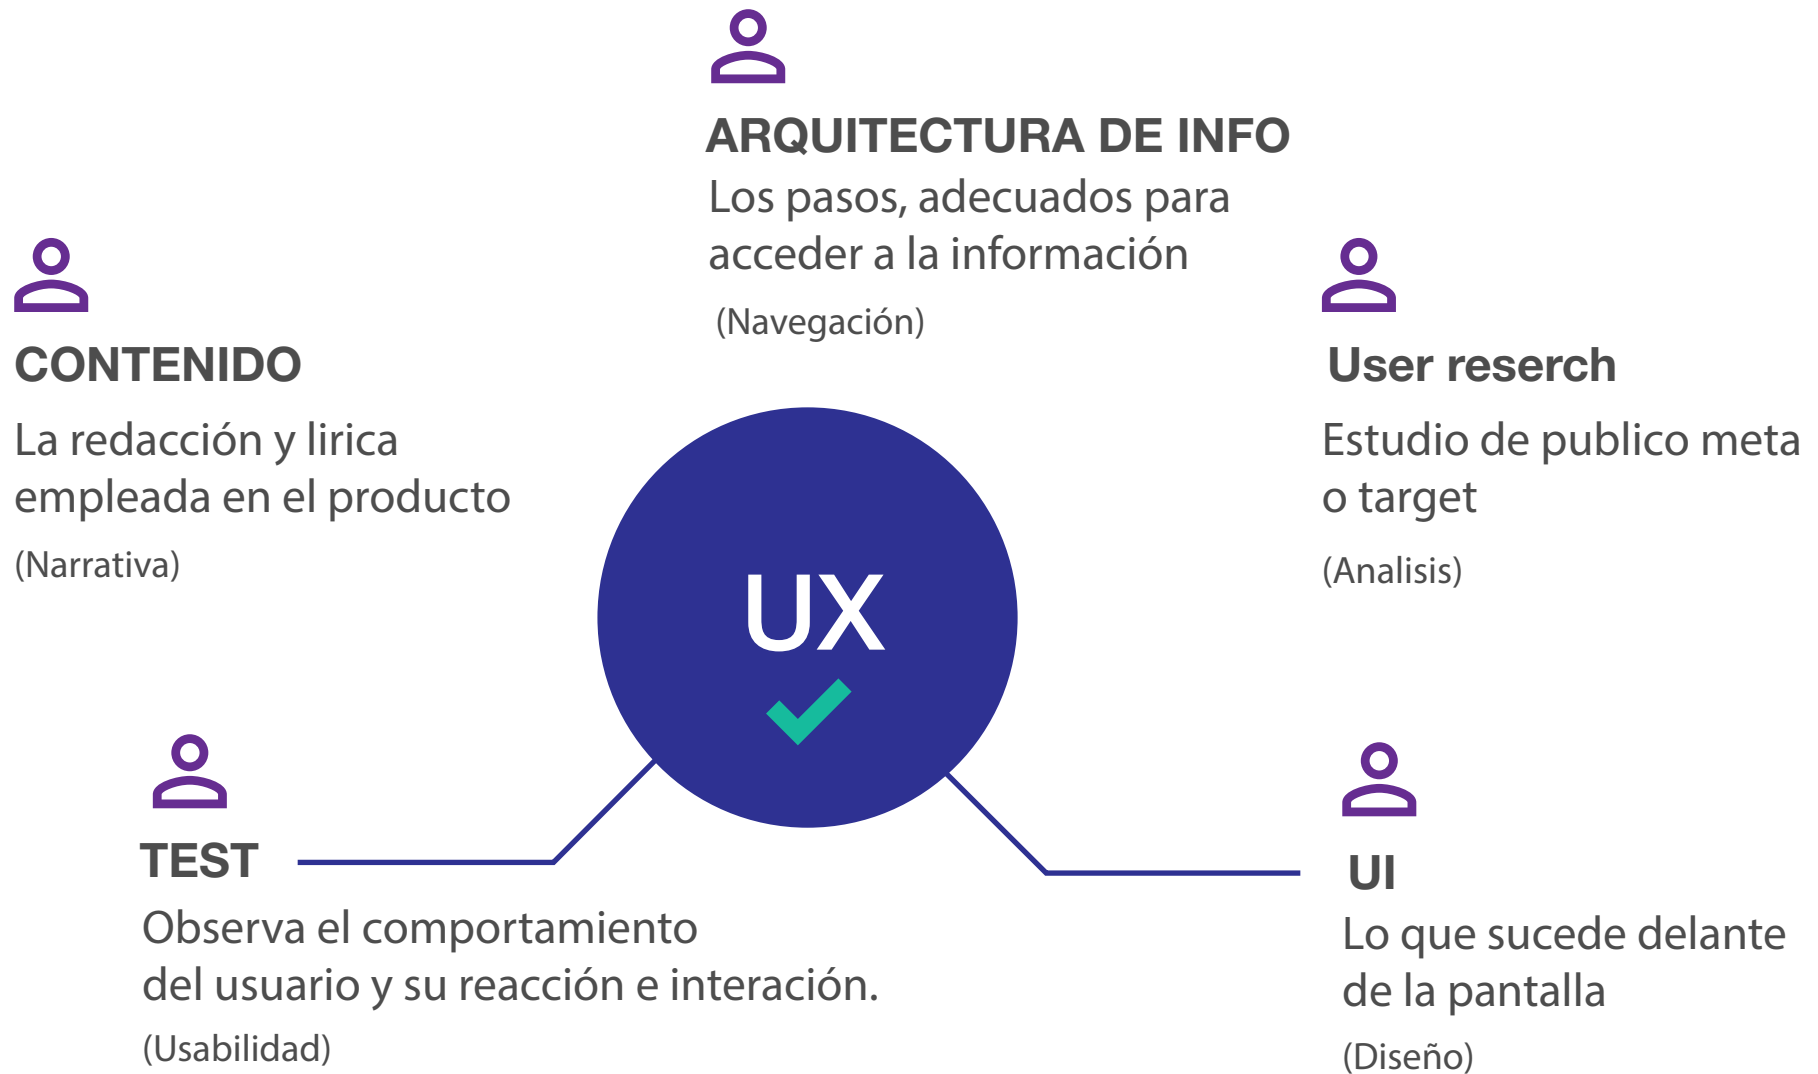 ARQUITECTURA DE INFO
Los pasos, adecuados para
acceder a la información
(Navegación)
CONTENIDO
La redacción y lirica
empleada en el producto
(Narrativa)
User reserch
Estudio de publico meta
o target
(Analisis)
UX
TEST
Observa el comportamiento
del usuario y su reacción e interación.
(Usabilidad)
UI
Lo que sucede delante
de la pantalla
(Diseño)